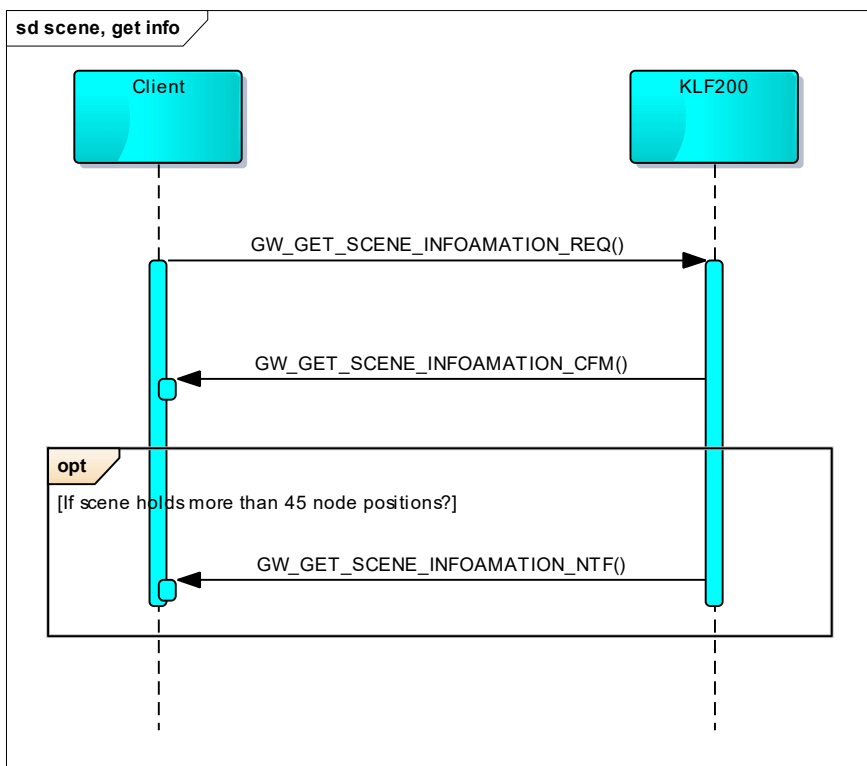 sd scene, get info
Client
KLF200
GW_GET_SCENE_INFOAMATION_REQ()
GW_GET_SCENE_INFOAMATION_CFM()
opt
[If scene holds more than 45 node positions?]
GW_GET_SCENE_INFOAMATION_NTF()